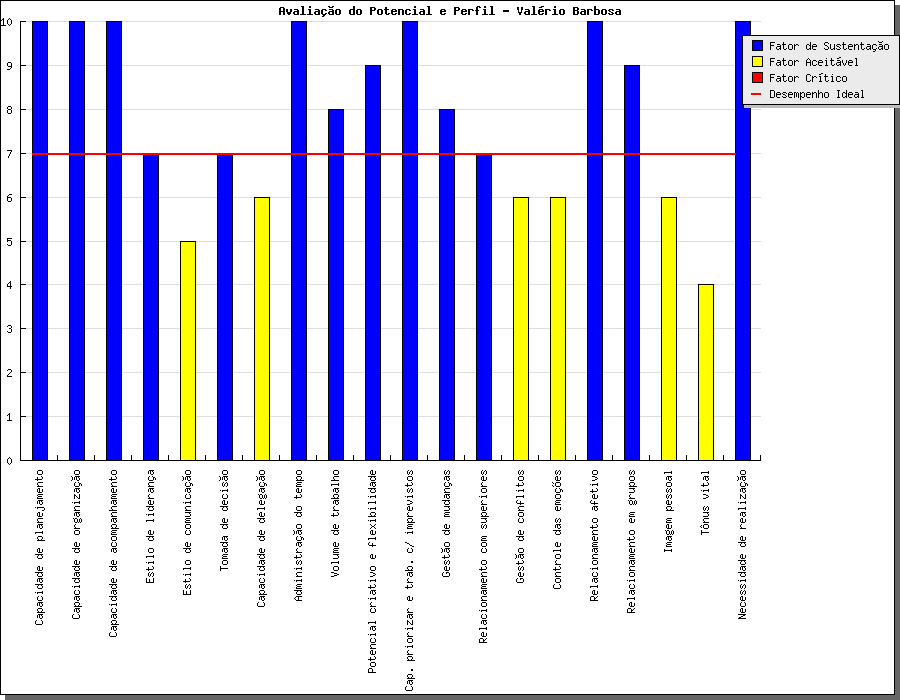 Avaliação do Potencial e Perfil - Valério Barbosa
Fator de Sustentação
Fator Aceitável
Fator Crítico
Desempenho Ideal
10
9
8
7
6
5
4
3
2
1
0
Capacidade de planejamento
Capacidade de organização
Capacidade de acompanhamento
Estilo de liderança
Estilo de comunicação
Tomada de decisão
Capacidade de delegação
Administração do tempo
Volume de trabalho
Potencial criativo e flexibilidade
Cap. priorizar e trab. c/ imprevistos
Gestão de mudanças
Relacionamento com superiores
Gestão de conflitos
Controle das emoções
Relacionamento afetivo
Relacionamento em grupos
Imagem pessoal
Tônus vital
Necessidade de realização